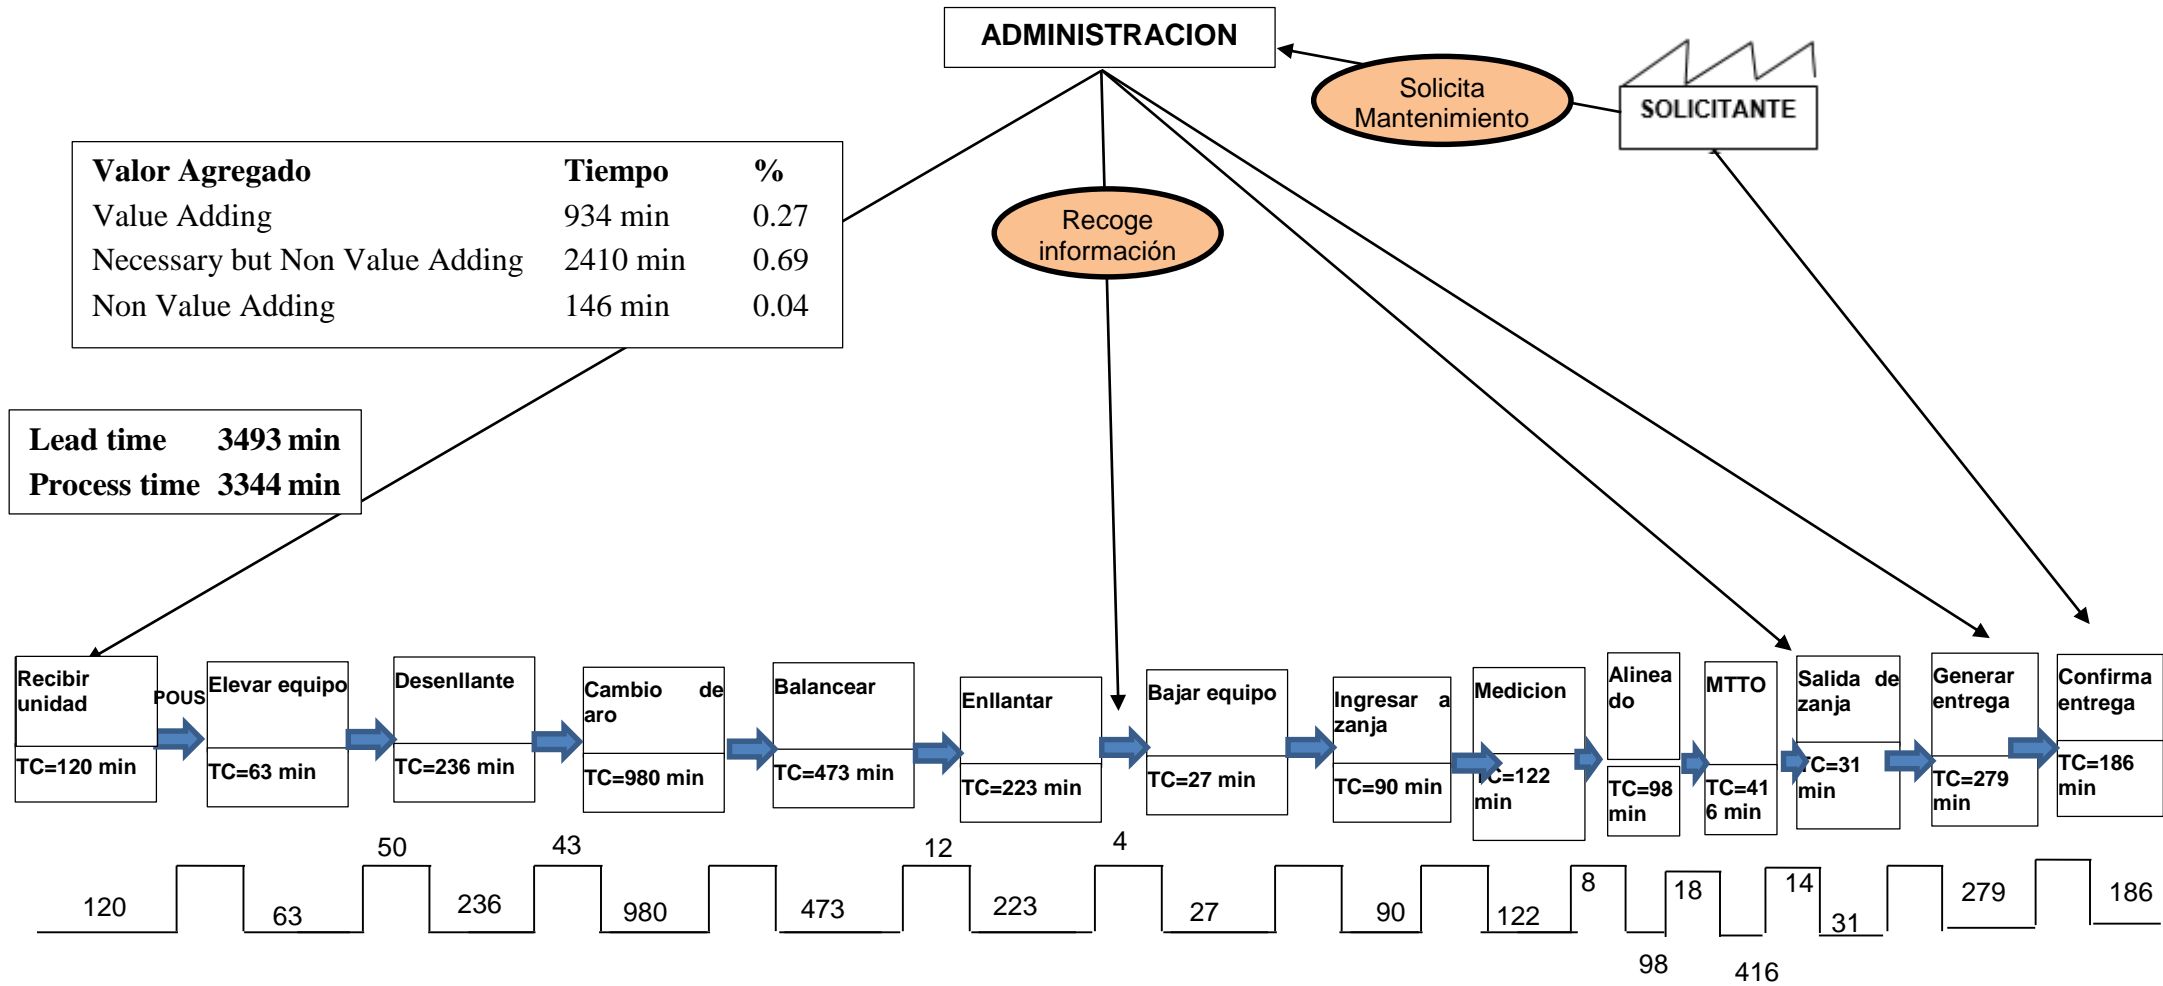 ADMINISTRACION
Solicita
Mantenimiento
SOLICITANTE
Valor Agregado Tiempo %
Value Adding 934 min 0.27
Necessary but Non Value Adding 2410 min 0.69
Non Value Adding 146 min 0.04
Recoge
información
Lead time 3493 min
Process time 3344 min
Recibir
unidad
TC=120 min
POUS
Elevar equipo
TC=63 min
Desenllante
TC=236 min
Cambio de
aro
TC=980 min
Balancear
TC=473 min
Enllantar
TC=223 min
Bajar equipo
TC=27 min
Ingresar a
zanja
TC=90 min
Medicion
TC=122
min
Alinea
do
TC=98
min
MTTO
TC=41
6 min
Salida de
zanja
TC=31
min
Generar
entrega
TC=279
min
Confirma
entrega
TC=186
min
50 43 12 4
120 63 236 980 473 223 27 90 122 8 18 14 31 279 186
98 416